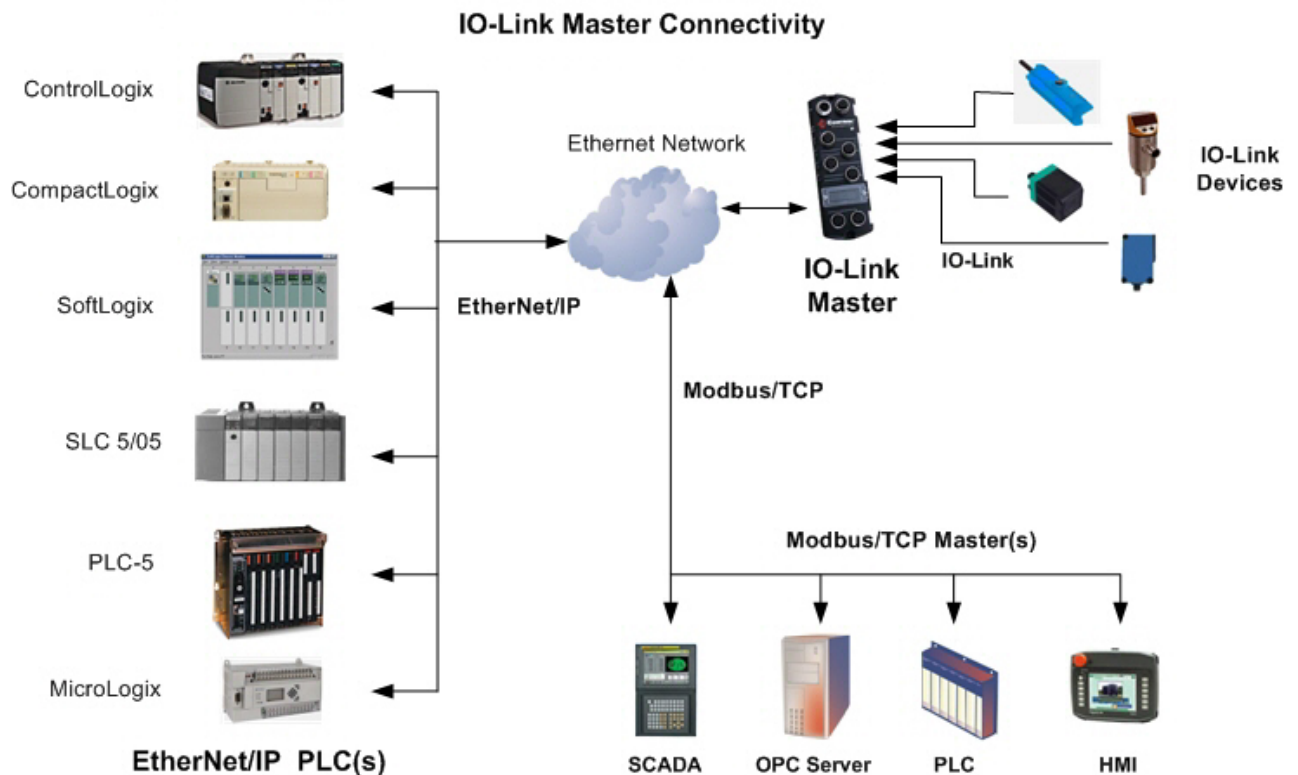 IO-Link Master Connectivity
ControlLogix
CompactLogix
SoftLogix
SLC 5/05
PLC-5
MicroLogix
EtherNet/IP PLC(s)
EtherNet/IP
Ethernet Network
IO-Link
Master
IO-Link
IO-Link
Devices
Modbus/TCP
Modbus/TCP Master(s)
SCADA
OPC Server
PLC
HMI